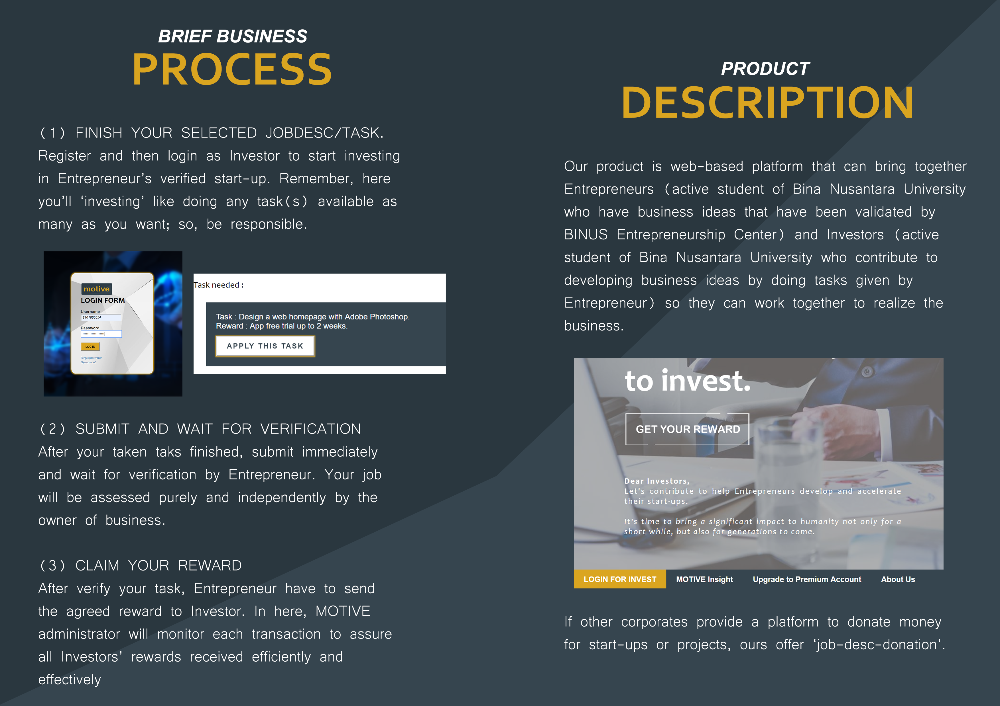 BRIEF BUSINESS
PROCESS
(1) FINISH YOUR SELECTED JOBDESC/TASK.
Register and then login as Investor to start investing
in Entrepreneur’s verified start-up. Remember, here
you’ll ‘investing’ like doing any task(s) available as
many as you want; so, be responsible.
motive
LOGIN FORM
Username
2101665554
Password
LOG IN
Forgot password?
Sign up now!
Task needed :
Task : Design a web homepage with Adobe Photoshop.
Reward : App free trial up to 2 weeks.
APPLY THIS TASK
(2) SUBMIT AND WAIT FOR VERIFICATION
After your taken taks finished, submit immediately
and wait for verification by Entrepreneur. Your job
will be assessed purely and independently by the
owner of business.
(3) CLAIM YOUR REWARD
After verify your task, Entrepreneur have to send
the agreed reward to Investor. In here, MOTIVE
administrator will monitor each transaction to assure
all Investors’ rewards received efficiently and
effectively
PRODUCT
DESCRIPTION
Our product is web-based platform that can bring together
Entrepreneurs (active student of Bina Nusantara University
who have business ideas that have been validated by
BINUS Entrepreneurship Center) and Investors (active
student of Bina Nusantara University who contribute to
developing business ideas by doing tasks given by
Entrepreneur) so they can work together to realize the
business.
to invest.
GET YOUR REWARD
Dear Investors,
Let's contribute to help Entrepreneurs develop and accelerate
their start-ups.
It's time to bring a significant impact to humanity not only for a
short while, but also for generations to come.
LOGIN FOR INVEST MOTIVE Insight Upgrade to Premium Account About Us
If other corporates provide a platform to donate money
for start-ups or projects, ours offer ‘job-desc-donation’.